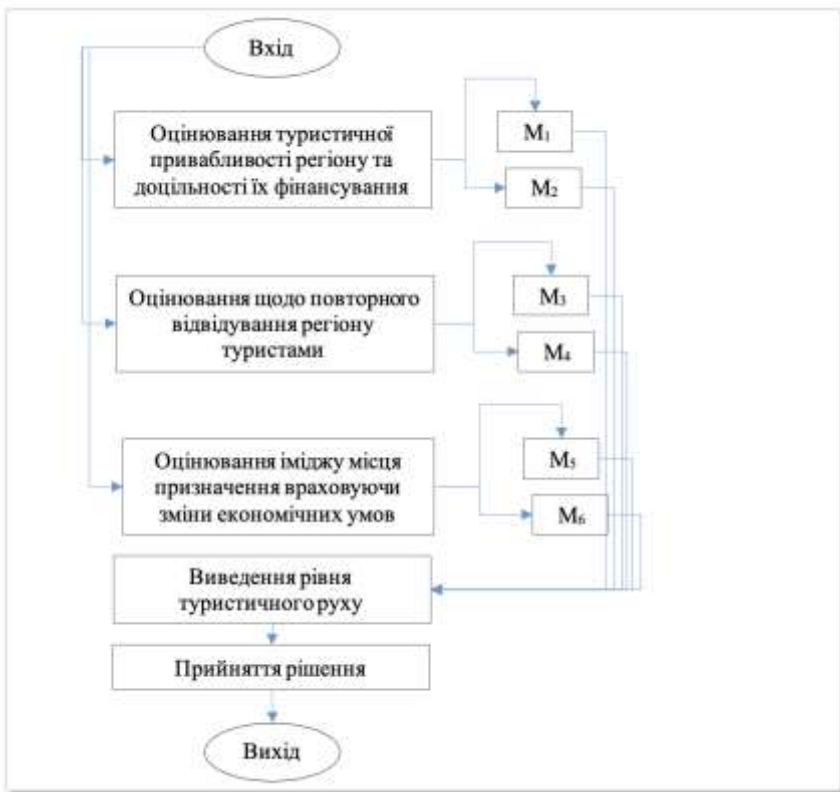 Вхід
Оцінювання туристичної
привабливості регіону та
доцільності їх фінансування
M₁
M₂
Оцінювання щодо повторного
відвідування регіону
туристами
M₃
M₄
Оцінювання іміджу місця
призначення враховуючи
зміни економічних умов
M₅
M₆
Виведення рівня
туристичного руху
Прийняття рішення
Вихід